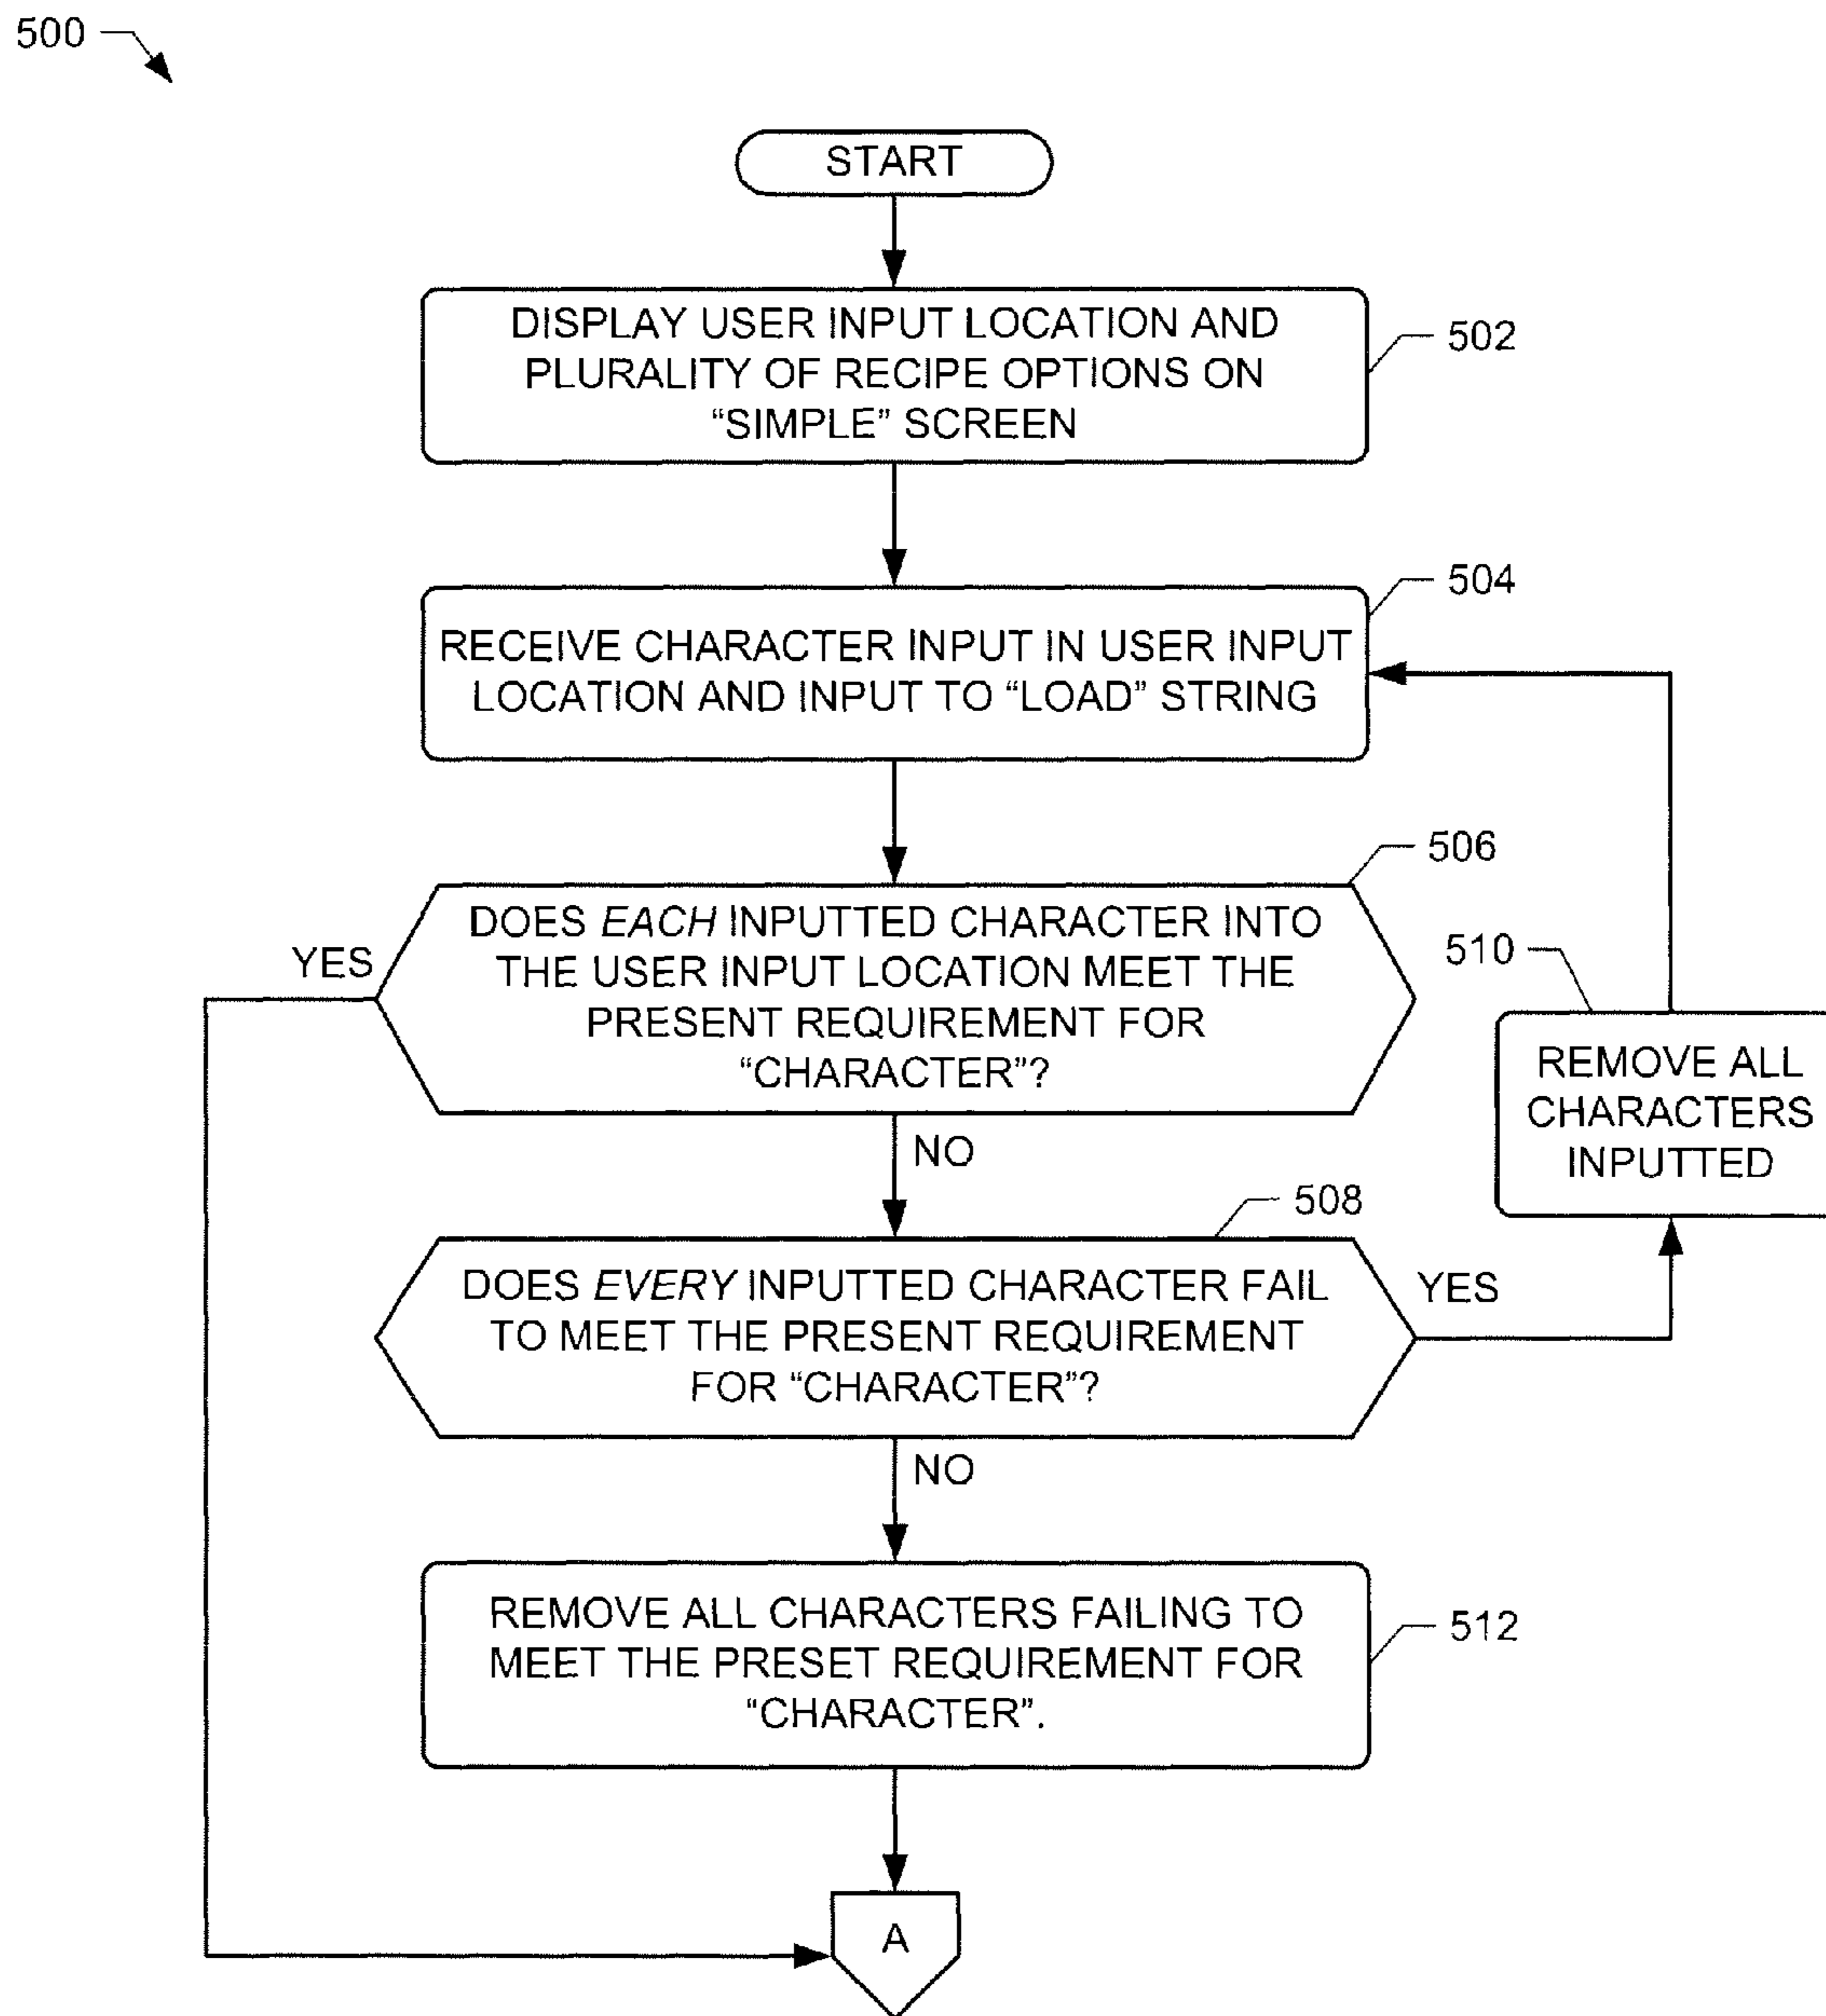 500
START
DISPLAY USER INPUT LOCATION AND
PLURALITY OF RECIPE OPTIONS ON
“SIMPLE” SCREEN
502
504
RECEIVE CHARACTER INPUT IN USER INPUT
LOCATION AND INPUT TO “LOAD” STRING
506
DOES EACH INPUTTED CHARACTER INTO
THE USER INPUT LOCATION MEET THE
PRESENT REQUIREMENT FOR
“CHARACTER”?
YES
NO
510
REMOVE ALL
CHARACTERS
INPUTTED
508
DOES EVERY INPUTTED CHARACTER FAIL
TO MEET THE PRESENT REQUIREMENT
FOR “CHARACTER”?
YES
NO
REMOVE ALL CHARACTERS FAILING TO
MEET THE PRESET REQUIREMENT FOR
“CHARACTER”.
512
A